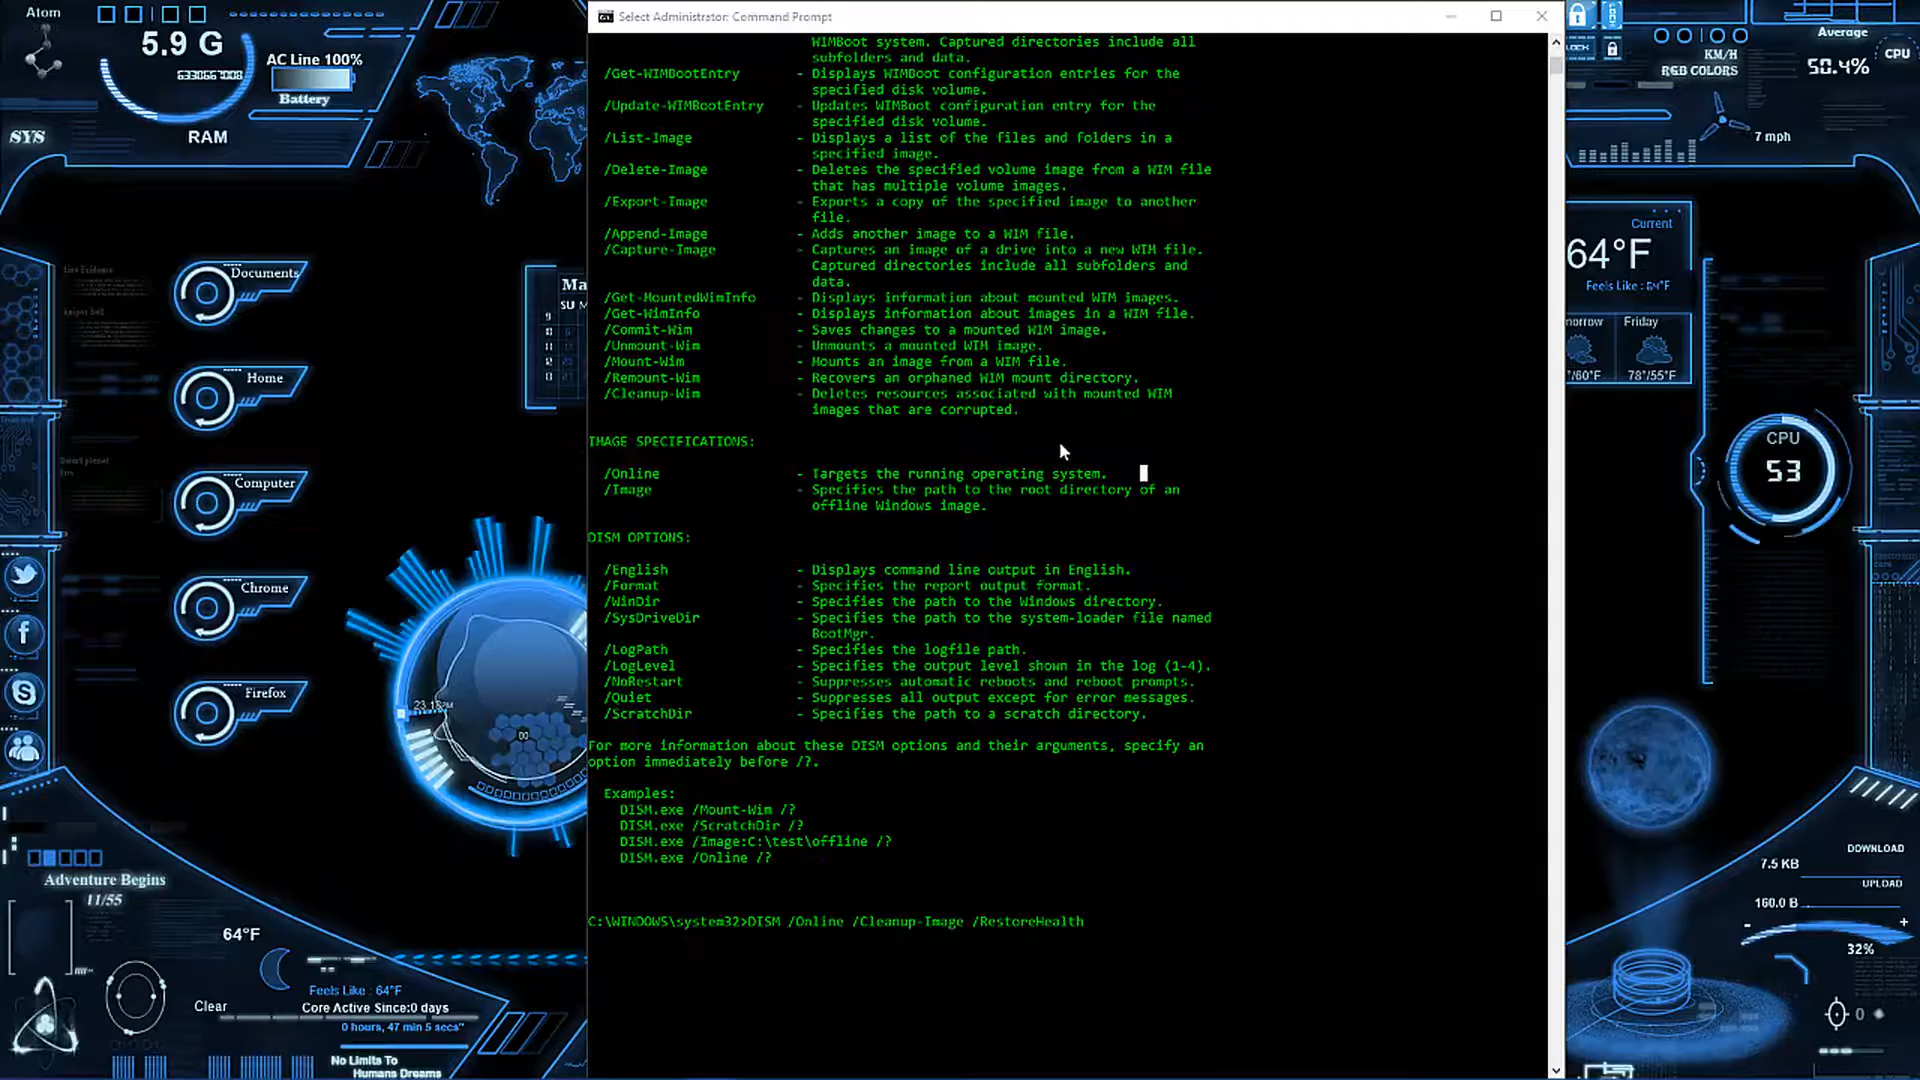 Atom
5.9 G
6330667008
AC Line 100%
Battery
RAM
SYS
Documents
Home
Computer
Chrome
Firefox
Ma
SU M
9
23:15PM
Adventure Begins
11/55
64°F
Feels Like : 64°F
Clear
Core Active Since:0 days
0 hours, 47 min 5 secs"
No Limits To
Humans Dreams
Select Administrator: Command Prompt
WIMBoot system. Captured directories include all
subfolders and data.
/Get-WIMBootEntry - Displays WIMBoot configuration entries for the
specified disk volume.
/Update-WIMBootEntry - Updates WIMBoot configuration entry for the
specified disk volume.
/List-Image - Displays a list of the files and folders in a
specified image.
/Delete-Image - Deletes the specified volume image from a WIM file
that has multiple volume images.
/Export-Image - Exports a copy of the specified image to another
file.
/Append-Image - Adds another image to a WIM file.
/Capture-Image - Captures an image of a drive into a new WIM file.
Captured directories include all subfolders and
data.
/Get-MountedWimInfo - Displays information about mounted WIM images.
/Get-WimInfo - Displays information about images in a WIM file.
/Commit-Wim - Saves changes to a mounted WIM image.
/Unmount-Wim - Unmounts a mounted WIM image.
/Mount-Wim - Mounts an image from a WIM file.
/Remount-Wim - Recovers an orphaned WIM mount directory.
/Cleanup-Wim - Deletes resources associated with mounted WIM
images that are corrupted.
IMAGE SPECIFICATIONS:
/Online - Targets the running operating system.
/Image - Specifies the path to the root directory of an
offline Windows image.
DISM OPTIONS:
/English - Displays command line output in English.
/Format - Specifies the report output format.
/WinDir - Specifies the path to the Windows directory.
/SysDriveDir - Specifies the path to the system-loader file named
BootMgr.
/LogPath - Specifies the logfile path.
/LogLevel - Specifies the output level shown in the log (1-4).
/NoRestart - Suppresses automatic reboots and reboot prompts.
/Quiet - Suppresses all output except for error messages.
/ScratchDir - Specifies the path to a scratch directory.
For more information about these DISM options and their arguments, specify an
option immediately before /?.
Examples:
DISM.exe /Mount-Wim /?
DISM.exe /ScratchDir /?
DISM.exe /Image:C:\test\offline /?
DISM.exe /Online /?
C:\WINDOWS\system32>DISM /Online /Cleanup-Image /RestoreHealth
LOCK
KM/H
RGB COLORS
Average
CPU
50.4%
7 mph
Current
64°F
Feels Like : 64°F
orrow Friday
°/60°F 78°/55°F
CPU
53
DOWNLOAD
7.5 KB
UPLOAD
160.0 B
- +
32%
0